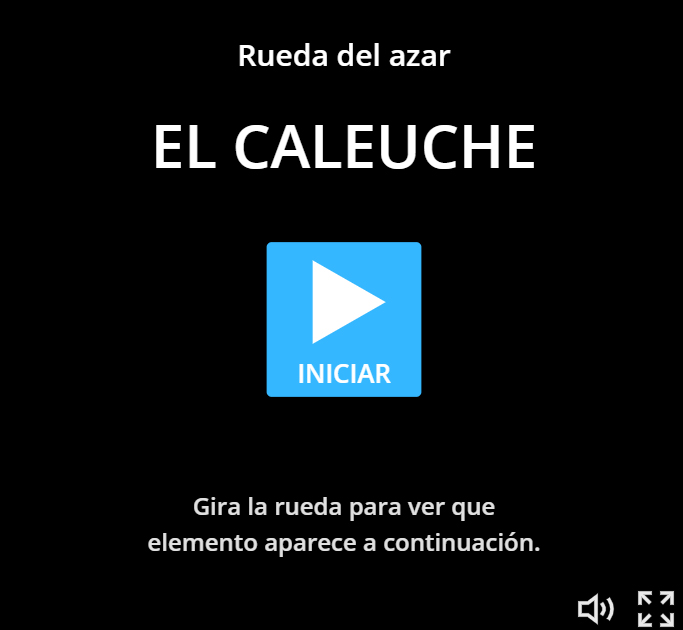 Rueda del azar
EL CALEUCHE
INICIAR
Gira la rueda para ver que
elemento aparece a continuación.